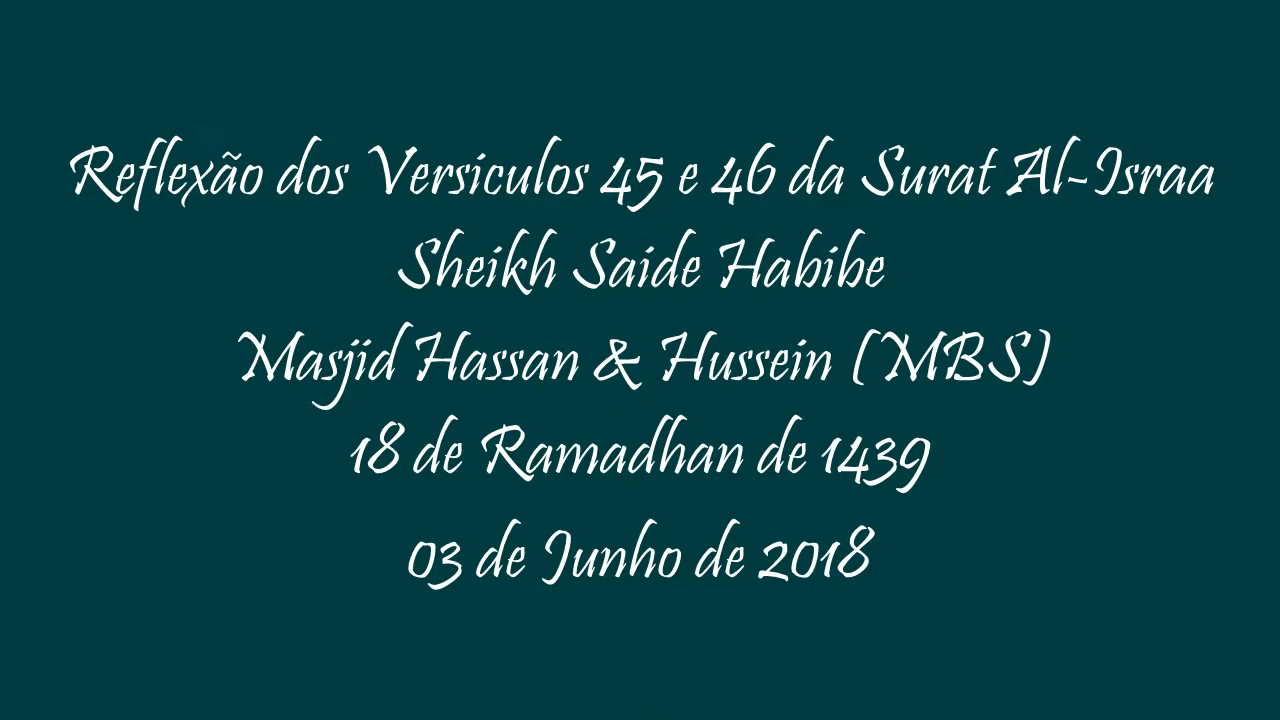 Reflexão dos Versículos 45 e 46 da Surat Al-Israa
Sheikh Saide Habibe
Masjid Hassan & Hussein (MBS)
18 de Ramadhan de 1439
03 de Junho de 2018